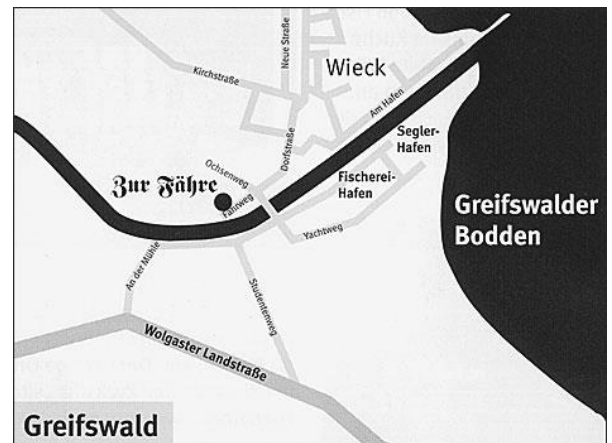 Neue Straße
Wieck
Kirchstraße
Am Hafen
Segler-
Hafen
Dorfstraße
Ochsenweg
Fischerei-
Hafen
Zur Fähre
Fährweg
Greifswalder
Bodden
Yachtweg
An der Mühle
Studentenweg
Wolgaster Landstraße
Greifswald